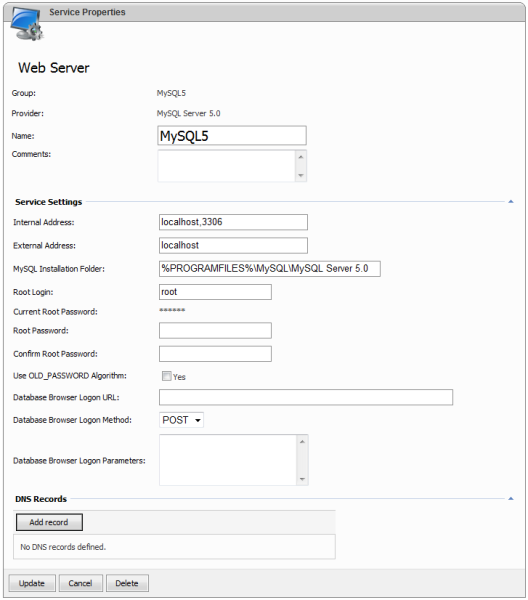 Service Properties
Web Server
Group: MySQL5
Provider: MySQL Server 5.0
Name: MySQL5
Comments:
Service Settings
Internal Address: localhost,3306
External Address: localhost
MySQL Installation Folder: %PROGRAMFILES%\MySQL\MySQL Server 5.0
Root Login: root
Current Root Password: ******
Root Password:
Confirm Root Password:
Use OLD_PASSWORD Algorithm: Yes
Database Browser Logon URL:
Database Browser Logon Method: POST
Database Browser Logon Parameters:
DNS Records
Add record
No DNS records defined.
Update Cancel Delete